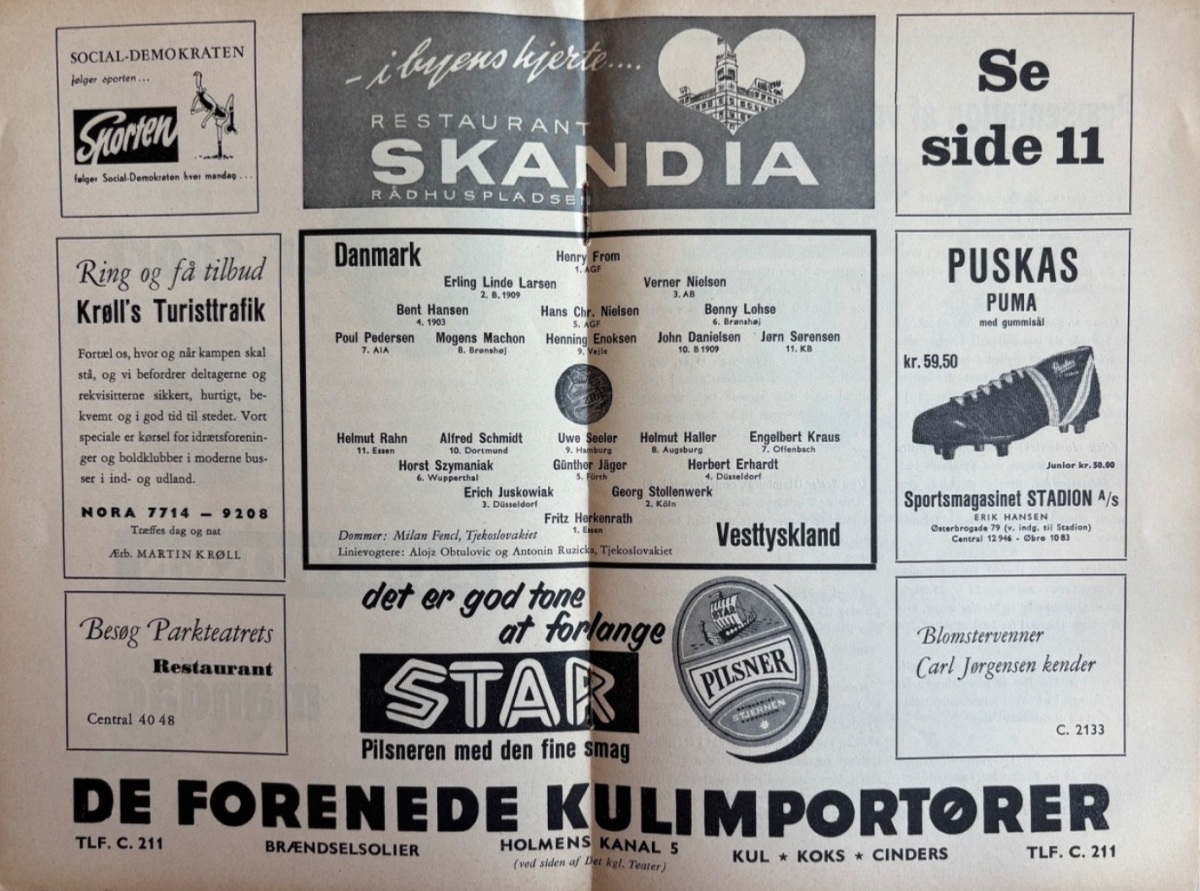 SOCIAL-DEMOKRATEN
følger sporten...
Sporten
følger Social-Demokraten hver mandag...
- i byens hjerte....
RESTAURANT
SKANDIA
RÅDHUSPLADSEN
Se
side 11
Ring og få tilbud
Krøll's Turisttrafik
Fortæl os, hvor og når kampen skal
stå, og vi befordrer deltagerne og
rekvisitterne sikkert, hurtigt, be-
kvemt og i god tid til stedet. Vort
speciale er kørsel for idrætsforenin-
ger og boldklubber i moderne bus-
ser i ind- og udland.
NORA 7714 — 9208
Træffes dag og nat
Ærb. MARTIN KRØLL
Danmark
Henry From
1. AGF
Erling Linde Larsen
2. B. 1909
Verner Nielsen
3. AB
Bent Hansen
4. 1903
Hans Chr. Nielsen
5. AGF
Benny Lohse
6. Brønshøj
Poul Pedersen
7. AIA
Mogens Machon
8. Brønshøj
Henning Enoksen
9. Vejle
John Danielsen
10. B 1909
Jørn Sørensen
11. KB
Helmut Rahn
11. Essen
Alfred Schmidt
10. Dortmund
Uwe Seeler
9. Hamburg
Helmut Haller
8. Augsburg
Engelbert Kraus
7. Offenbach
Horst Szymaniak
6. Wupperthal
Günther Jäger
5. Fürth
Herbert Erhardt
4. Düsseldorf
Erich Juskowiak
3. Düsseldorf
Georg Stollenwerk
2. Köln
Fritz Herkenrath
1. Essen
Vesttyskland
Dommer: Milan Fencl, Tjekoslovakiet
Linievogtere: Alojz Obtulovic og Antonin Ruzicka, Tjekoslovakiet
PUSKAS
PUMA
med gummisål
kr. 59,50
Junior kr. 50.00
Sportsmagasinet STADION A/s
ERIK HANSEN
Østerbrogade 79 (v. indg. til Stadion)
Central 12 946 - Øbro 10 83
Besøg Parkteatrets
Restaurant
Central 40 48
det er god tone
at forlange
STAR
Pilsneren med den fine smag
STAR
PILSNER
STJERNEN
Blomstervenner
Carl Jørgensen kender
C. 2133
DE FORENEDE KULIMPORTØRER
TLF. C. 211
BRÆNDSELSOLIER
HOLMENS KANAL 5
(ved siden af Det kgl. Teater)
KUL ★ KOKS ★ CINDERS
TLF. C. 211